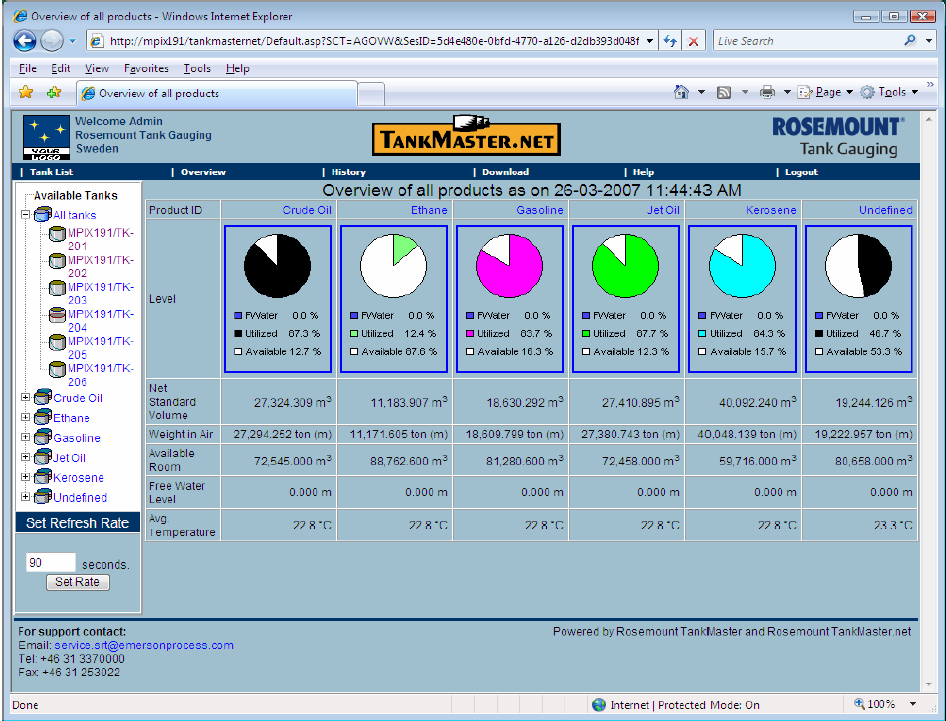 Overview of all products - Windows Internet Explorer
http://mpix191/tankmasternet/Default.asp?SCT=AGOVW&SesID=5d4e480e-0bfd-4770-a126-d2db393d048f
Live Search
File Edit View Favorites Tools Help
Overview of all products
Page Tools
YOUR LOGO
Welcome Admin
Rosemount Tank Gauging
Sweden
TANKMASTER.NET
ROSEMOUNT
Tank Gauging
| Tank List | Overview | History | Download | Help | Logout
Available Tanks
All tanks
MPIX191/TK-
201
MPIX191/TK-
202
MPIX191/TK-
203
MPIX191/TK-
204
MPIX191/TK-
205
MPIX191/TK-
206
Crude Oil
Ethane
Gasoline
Jet Oil
Kerosene
Undefined
Set Refresh Rate
90 seconds.
Set Rate
Overview of all products as on 26-03-2007 11:44:43 AM
Product ID Crude Oil Ethane Gasoline Jet Oil Kerosene Undefined
Level
FWater 0.0 % FWater 0.0 % FWater 0.0 % FWater 0.0 % FWater 0.0 % FWater 0.0 %
Utilized 87.3 % Utilized 12.4 % Utilized 83.7 % Utilized 87.7 % Utilized 84.3 % Utilized 46.7 %
Available 12.7 % Available 87.6 % Available 16.3 % Available 12.3 % Available 15.7 % Available 53.3 %
Net
Standard
Volume
27,324.309 m³ 11,183.907 m³ 18,630.292 m³ 27,410.895 m³ 40,092.240 m³ 19,244.126 m³
Weight in Air 27,294.252 ton (m) 11,171.605 ton (m) 18,609.799 ton (m) 27,380.743 ton (m) 40,048.139 ton (m) 19,222.957 ton (m)
Available
Room
72,545.000 m³ 88,762.600 m³ 81,280.600 m³ 72,458.000 m³ 59,716.000 m³ 80,658.000 m³
Free Water
Level
0.000 m 0.000 m 0.000 m 0.000 m 0.000 m 0.000 m
Avg.
Temperature
22.8 °C 22.8 °C 22.8 °C 22.8 °C 22.8 °C 23.3 °C
For support contact:
Email: service.srt@emersonprocess.com
Tel: +46 31 3370000
Fax: +46 31 253022
Powered by Rosemount TankMaster and Rosemount TankMaster.net
Done
Internet | Protected Mode: On
100%